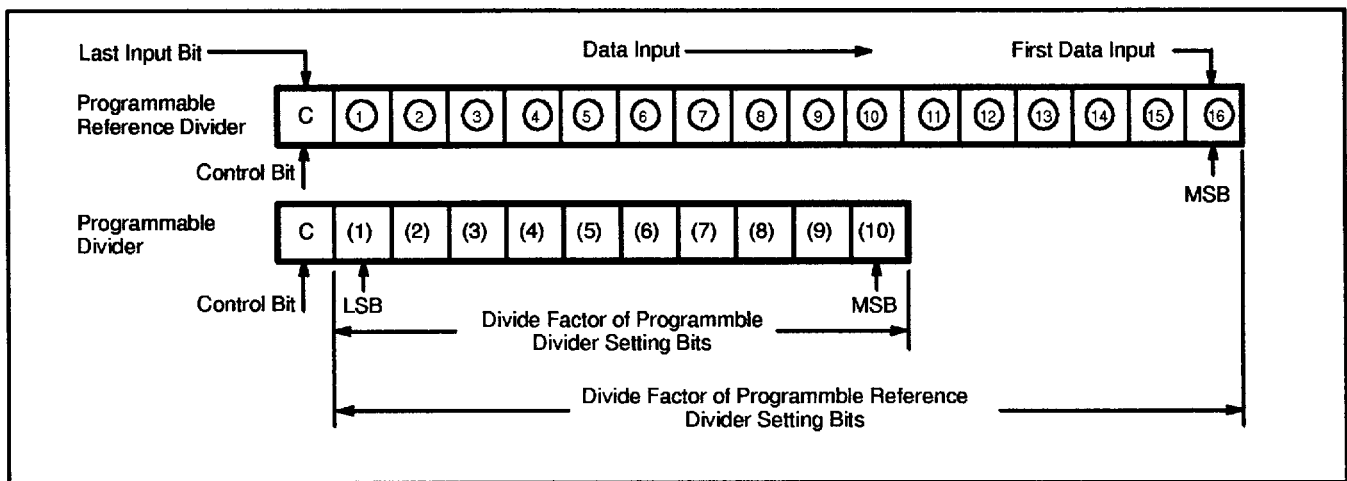 Last Input Bit
Data Input
First Data Input
Programmable
Reference Divider
C ① ② ③ ④ ⑤ ⑥ ⑦ ⑧ ⑨ ⑩ ⑪ ⑫ ⑬ ⑭ ⑮ ⑯
Control Bit
MSB
Programmable
Divider
C (1) (2) (3) (4) (5) (6) (7) (8) (9) (10)
Control Bit
LSB
MSB
Divide Factor of Programmble
Divider Setting Bits
Divide Factor of Programmble Reference
Divider Setting Bits